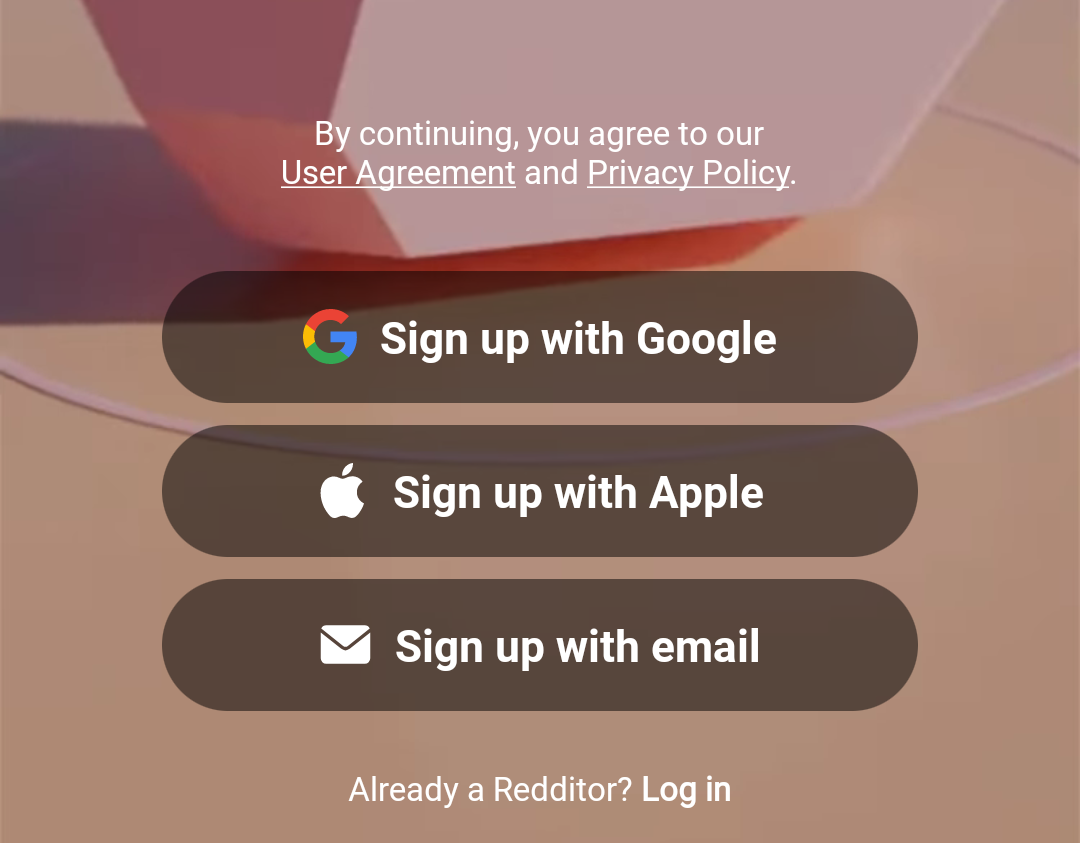 By continuing, you agree to our
User Agreement and Privacy Policy.
Sign up with Google
Sign up with Apple
Sign up with email
Already a Redditor? Log in